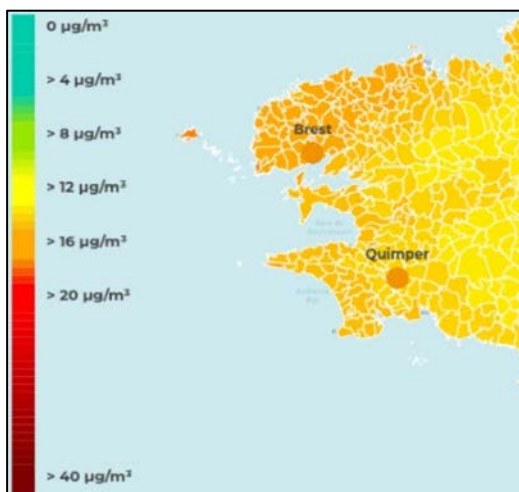 0 µg/m³
> 4 µg/m³
> 8 µg/m³
> 12 µg/m³
> 16 µg/m³
> 20 µg/m³
> 40 µg/m³
Brest
Quimper